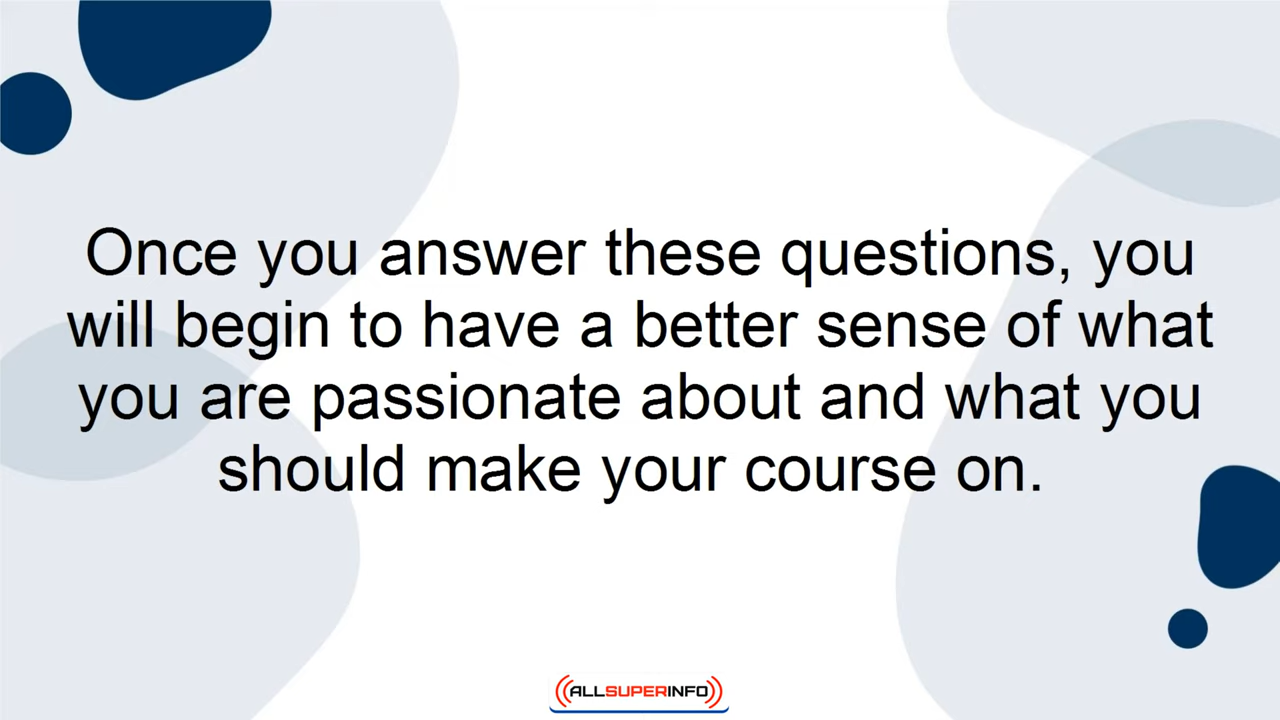 Once you answer these questions, you
will begin to have a better sense of what
you are passionate about and what you
should make your course on.
ALLSUPERINFO